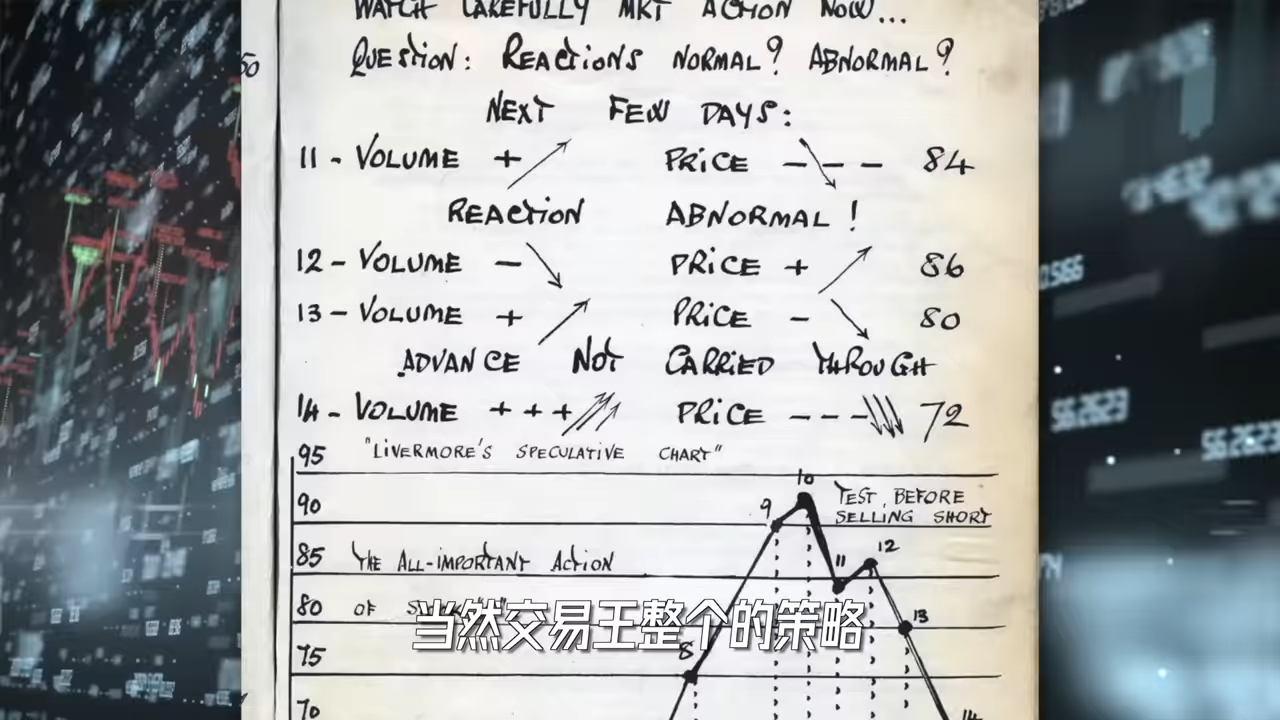 WATCH CAREFULLY MKT ACTION NOW...
QUESTION: REACTIONS NORMAL? ABNORMAL?
NEXT FEW DAYS:
11 - VOLUME + PRICE - - - 84
REACTION ABNORMAL!
12 - VOLUME - PRICE + 86
13 - VOLUME + PRICE - 80
ADVANCE NOT CARRIED THROUGH
14 - VOLUME + + + PRICE - - - 72
95 "LIVERMORE'S SPECULATIVE CHART"
10
90 9 TEST, BEFORE
SELLING SHORT
85 THE ALL-IMPORTANT ACTION 11 12
80 OF 13
当然交易王整个的策略
75 8
70 14